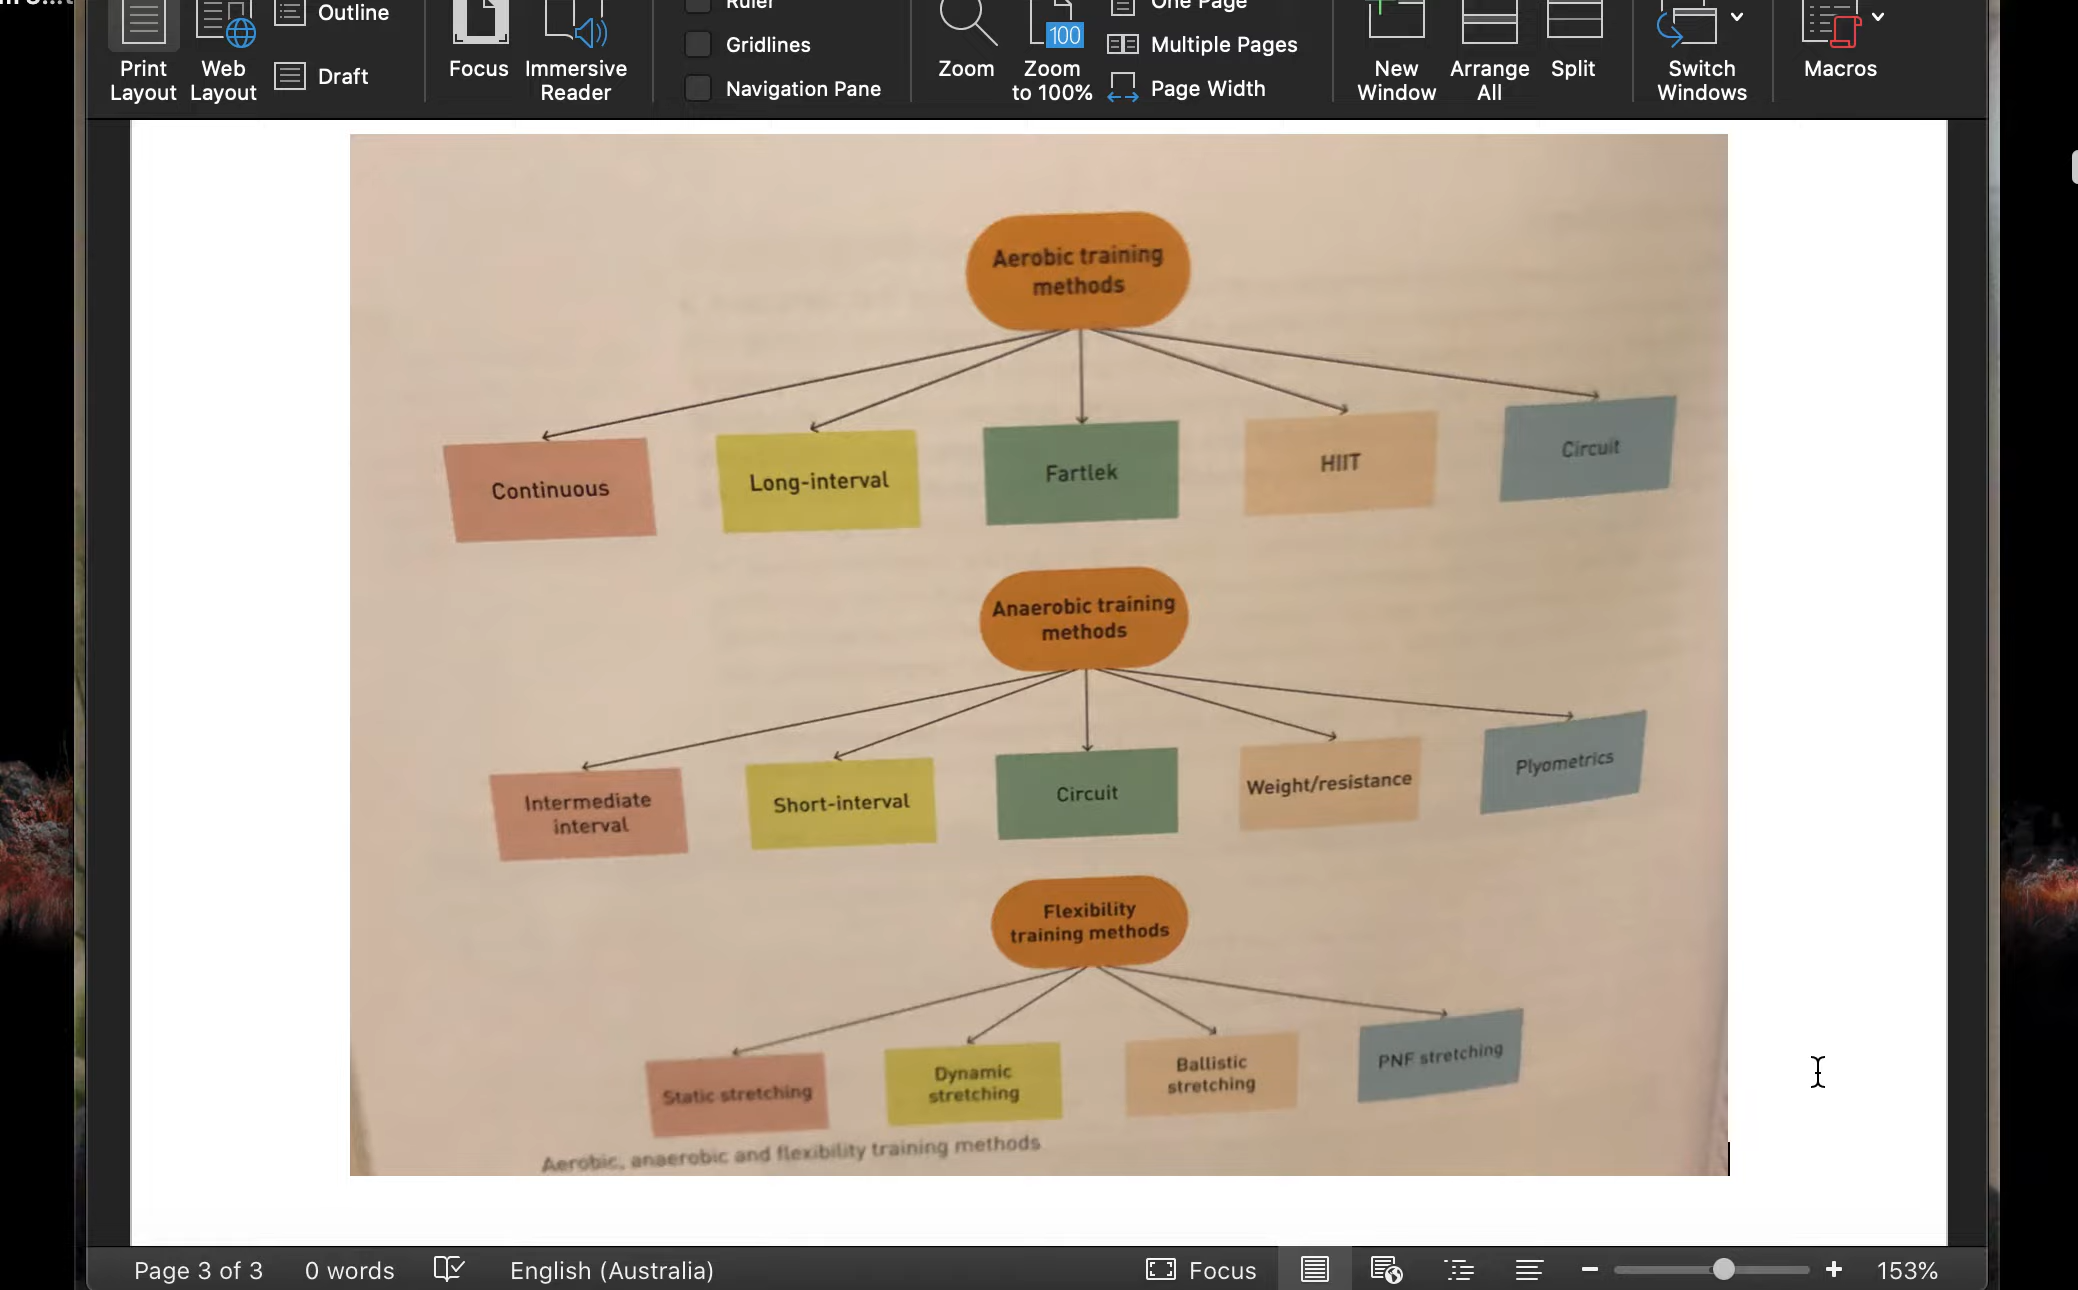 Outline
Ruler
One Page
Gridlines
100
Multiple Pages
Print Layout
Web Layout
Draft
Focus
Immersive Reader
Navigation Pane
Zoom
Zoom to 100%
Page Width
New Window
Arrange All
Split
Switch Windows
Macros
Aerobic training
methods
Continuous
Long-interval
Fartlek
HIIT
Circuit
Anaerobic training
methods
Intermediate
interval
Short-interval
Circuit
Weight/resistance
Plyometrics
Flexibility
training methods
Static stretching
Dynamic
stretching
Ballistic
stretching
PNF stretching
Aerobic, anaerobic and flexibility training methods
Page 3 of 3
0 words
English (Australia)
Focus
153%